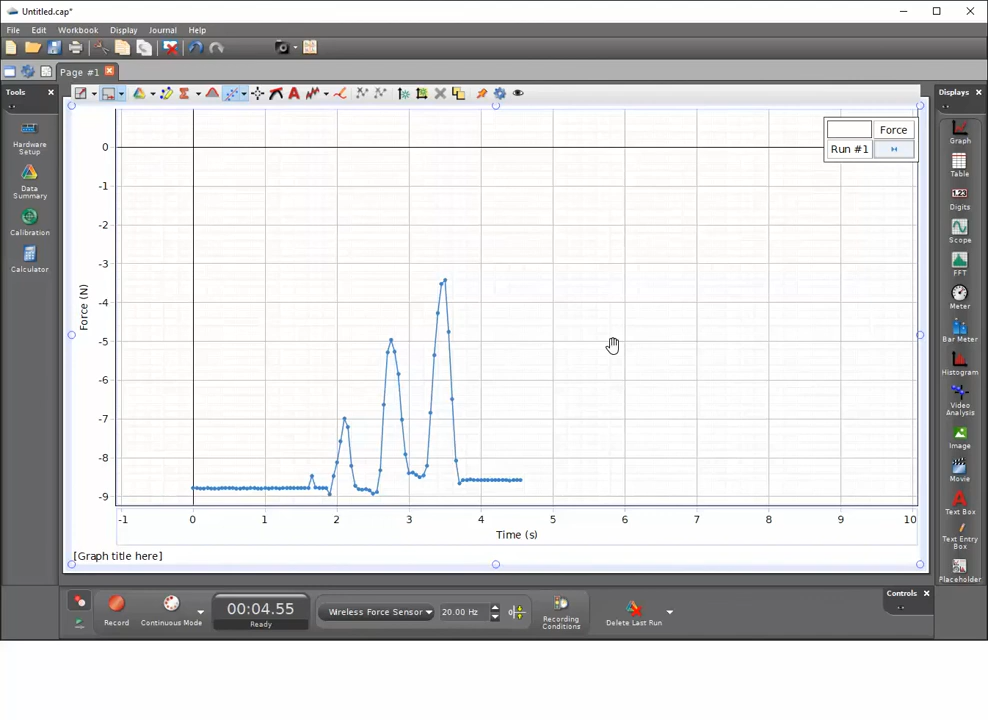 Untitled.cap*
File Edit Workbook Display Journal Help
Page #1
Tools
Displays
Hardware
Setup
Data
Summary
Calibration
Calculator
Force
Run #1
0
-1
-2
-3
-4
-5
-6
-7
-8
-9
Force (N)
-1 0 1 2 3 4 5 6 7 8 9 10
Time (s)
[Graph title here]
Graph
Table
1.23
Digits
Scope
FFT
Meter
Bar Meter
Histogram
Video
Analysis
Image
Movie
Text Box
Text Entry
Box
Placeholder
Record
Continuous Mode
00:04.55
Ready
Wireless Force Sensor
20.00 Hz
Recording
Conditions
Delete Last Run
Controls